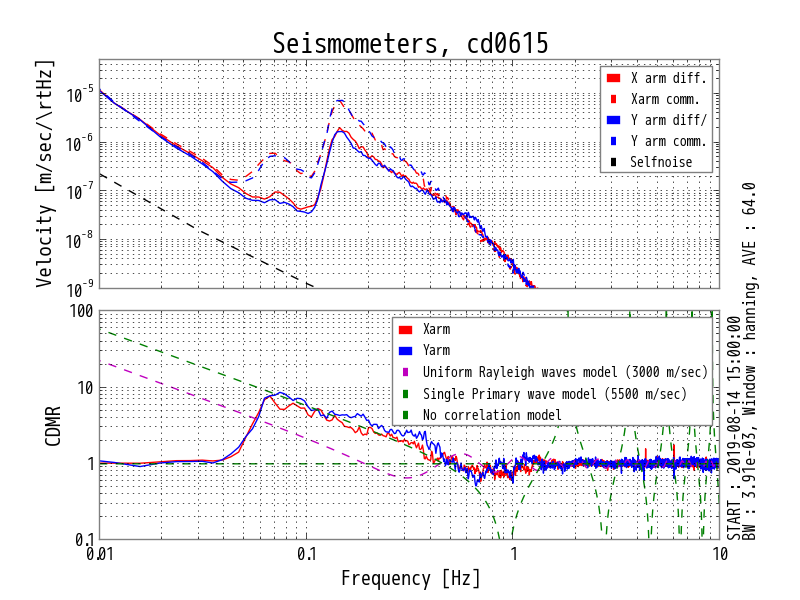 Seismometers, cd0615
Velocity [m/sec/\rtHz]
10^-5
10^-6
10^-7
10^-8
10^-9
X arm diff.
Xarm comm.
Y arm diff/
Y arm comm.
Selfnoise
CDMR
100
10
1
0.1
Xarm
Yarm
Uniform Rayleigh waves model (3000 m/sec)
Single Primary wave model (5500 m/sec)
No correlation model
0.01
0.1
1
10
Frequency [Hz]
START : 2019-08-14 15:00:00
BW : 3.91e-03, Window : hanning, AVE : 64.0